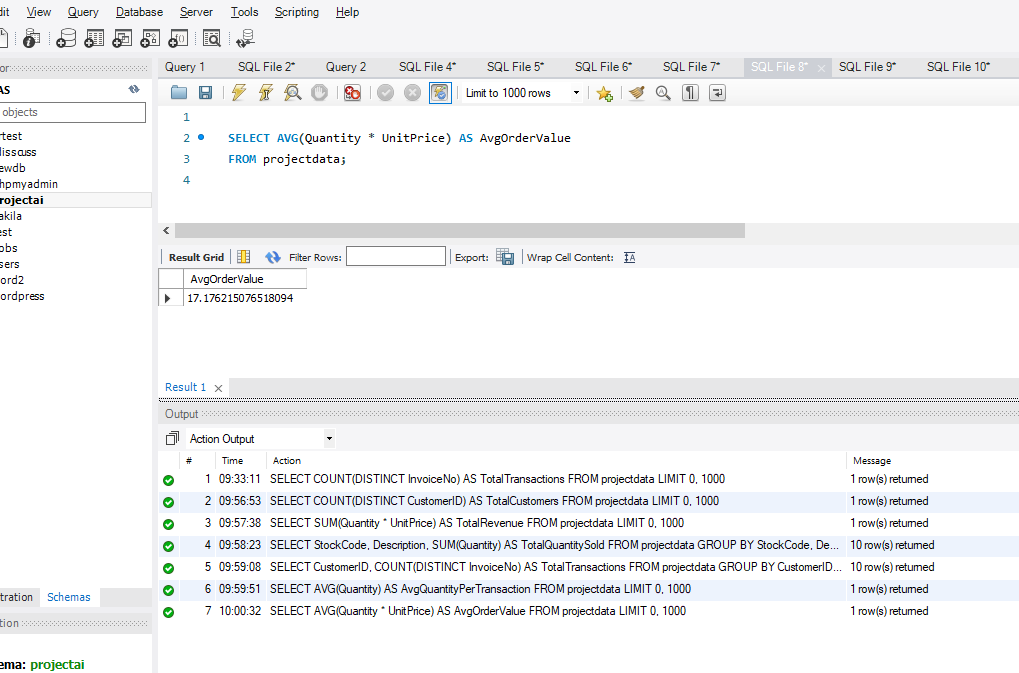 dit View Query Database Server Tools Scripting Help
or
Query 1 SQL File 2* Query 2 SQL File 4* SQL File 5* SQL File 6* SQL File 7* SQL File 8* SQL File 9* SQL File 10*
AS
Limit to 1000 rows
objects
rtest
lisscuss
ewdb
hpmyadmin
rojectai
akila
est
obs
sers
ord2
ordpress
1
2 SELECT AVG(Quantity * UnitPrice) AS AvgOrderValue
3 FROM projectdata;
4
Result Grid Filter Rows: Export: Wrap Cell Content: IA
AvgOrderValue
17.176215076518094
Result 1
Output
Action Output
# Time Action Message
1 09:33:11 SELECT COUNT(DISTINCT InvoiceNo) AS TotalTransactions FROM projectdata LIMIT 0, 1000 1 row(s) returned
2 09:56:53 SELECT COUNT(DISTINCT CustomerID) AS TotalCustomers FROM projectdata LIMIT 0, 1000 1 row(s) returned
3 09:57:38 SELECT SUM(Quantity * UnitPrice) AS TotalRevenue FROM projectdata LIMIT 0, 1000 1 row(s) returned
4 09:58:23 SELECT StockCode, Description, SUM(Quantity) AS TotalQuantitySold FROM projectdata GROUP BY StockCode, De... 10 row(s) returned
5 09:59:08 SELECT CustomerID, COUNT(DISTINCT InvoiceNo) AS TotalTransactions FROM projectdata GROUP BY CustomerID... 10 row(s) returned
6 09:59:51 SELECT AVG(Quantity) AS AvgQuantityPerTransaction FROM projectdata LIMIT 0, 1000 1 row(s) returned
7 10:00:32 SELECT AVG(Quantity * UnitPrice) AS AvgOrderValue FROM projectdata LIMIT 0, 1000 1 row(s) returned
tration Schemas
tion
ema: projectai